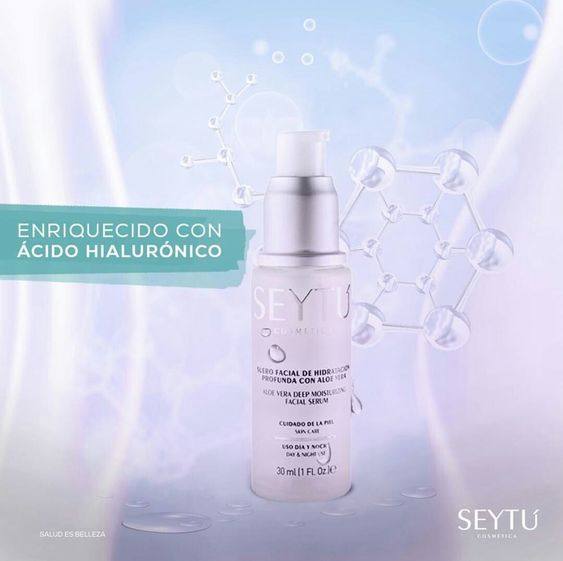 ENRIQUECIDO CON
ÁCIDO HIALURÓNICO
SEYTÚ
COSMETICA
SUERO FACIAL DE HIDRATACIÓN
PROFUNDA CON ALOE VERA
ALOE VERA DEEP MOISTURIZING
FACIAL SERUM
CUIDADO DE LA PIEL
SKIN CARE
USO DÍA Y NOCHE
DAY & NIGHT USE
30 ml (1 FL. Oz.) ℮
SALUD ES BELLEZA
SEYTÚ
COSMETICA